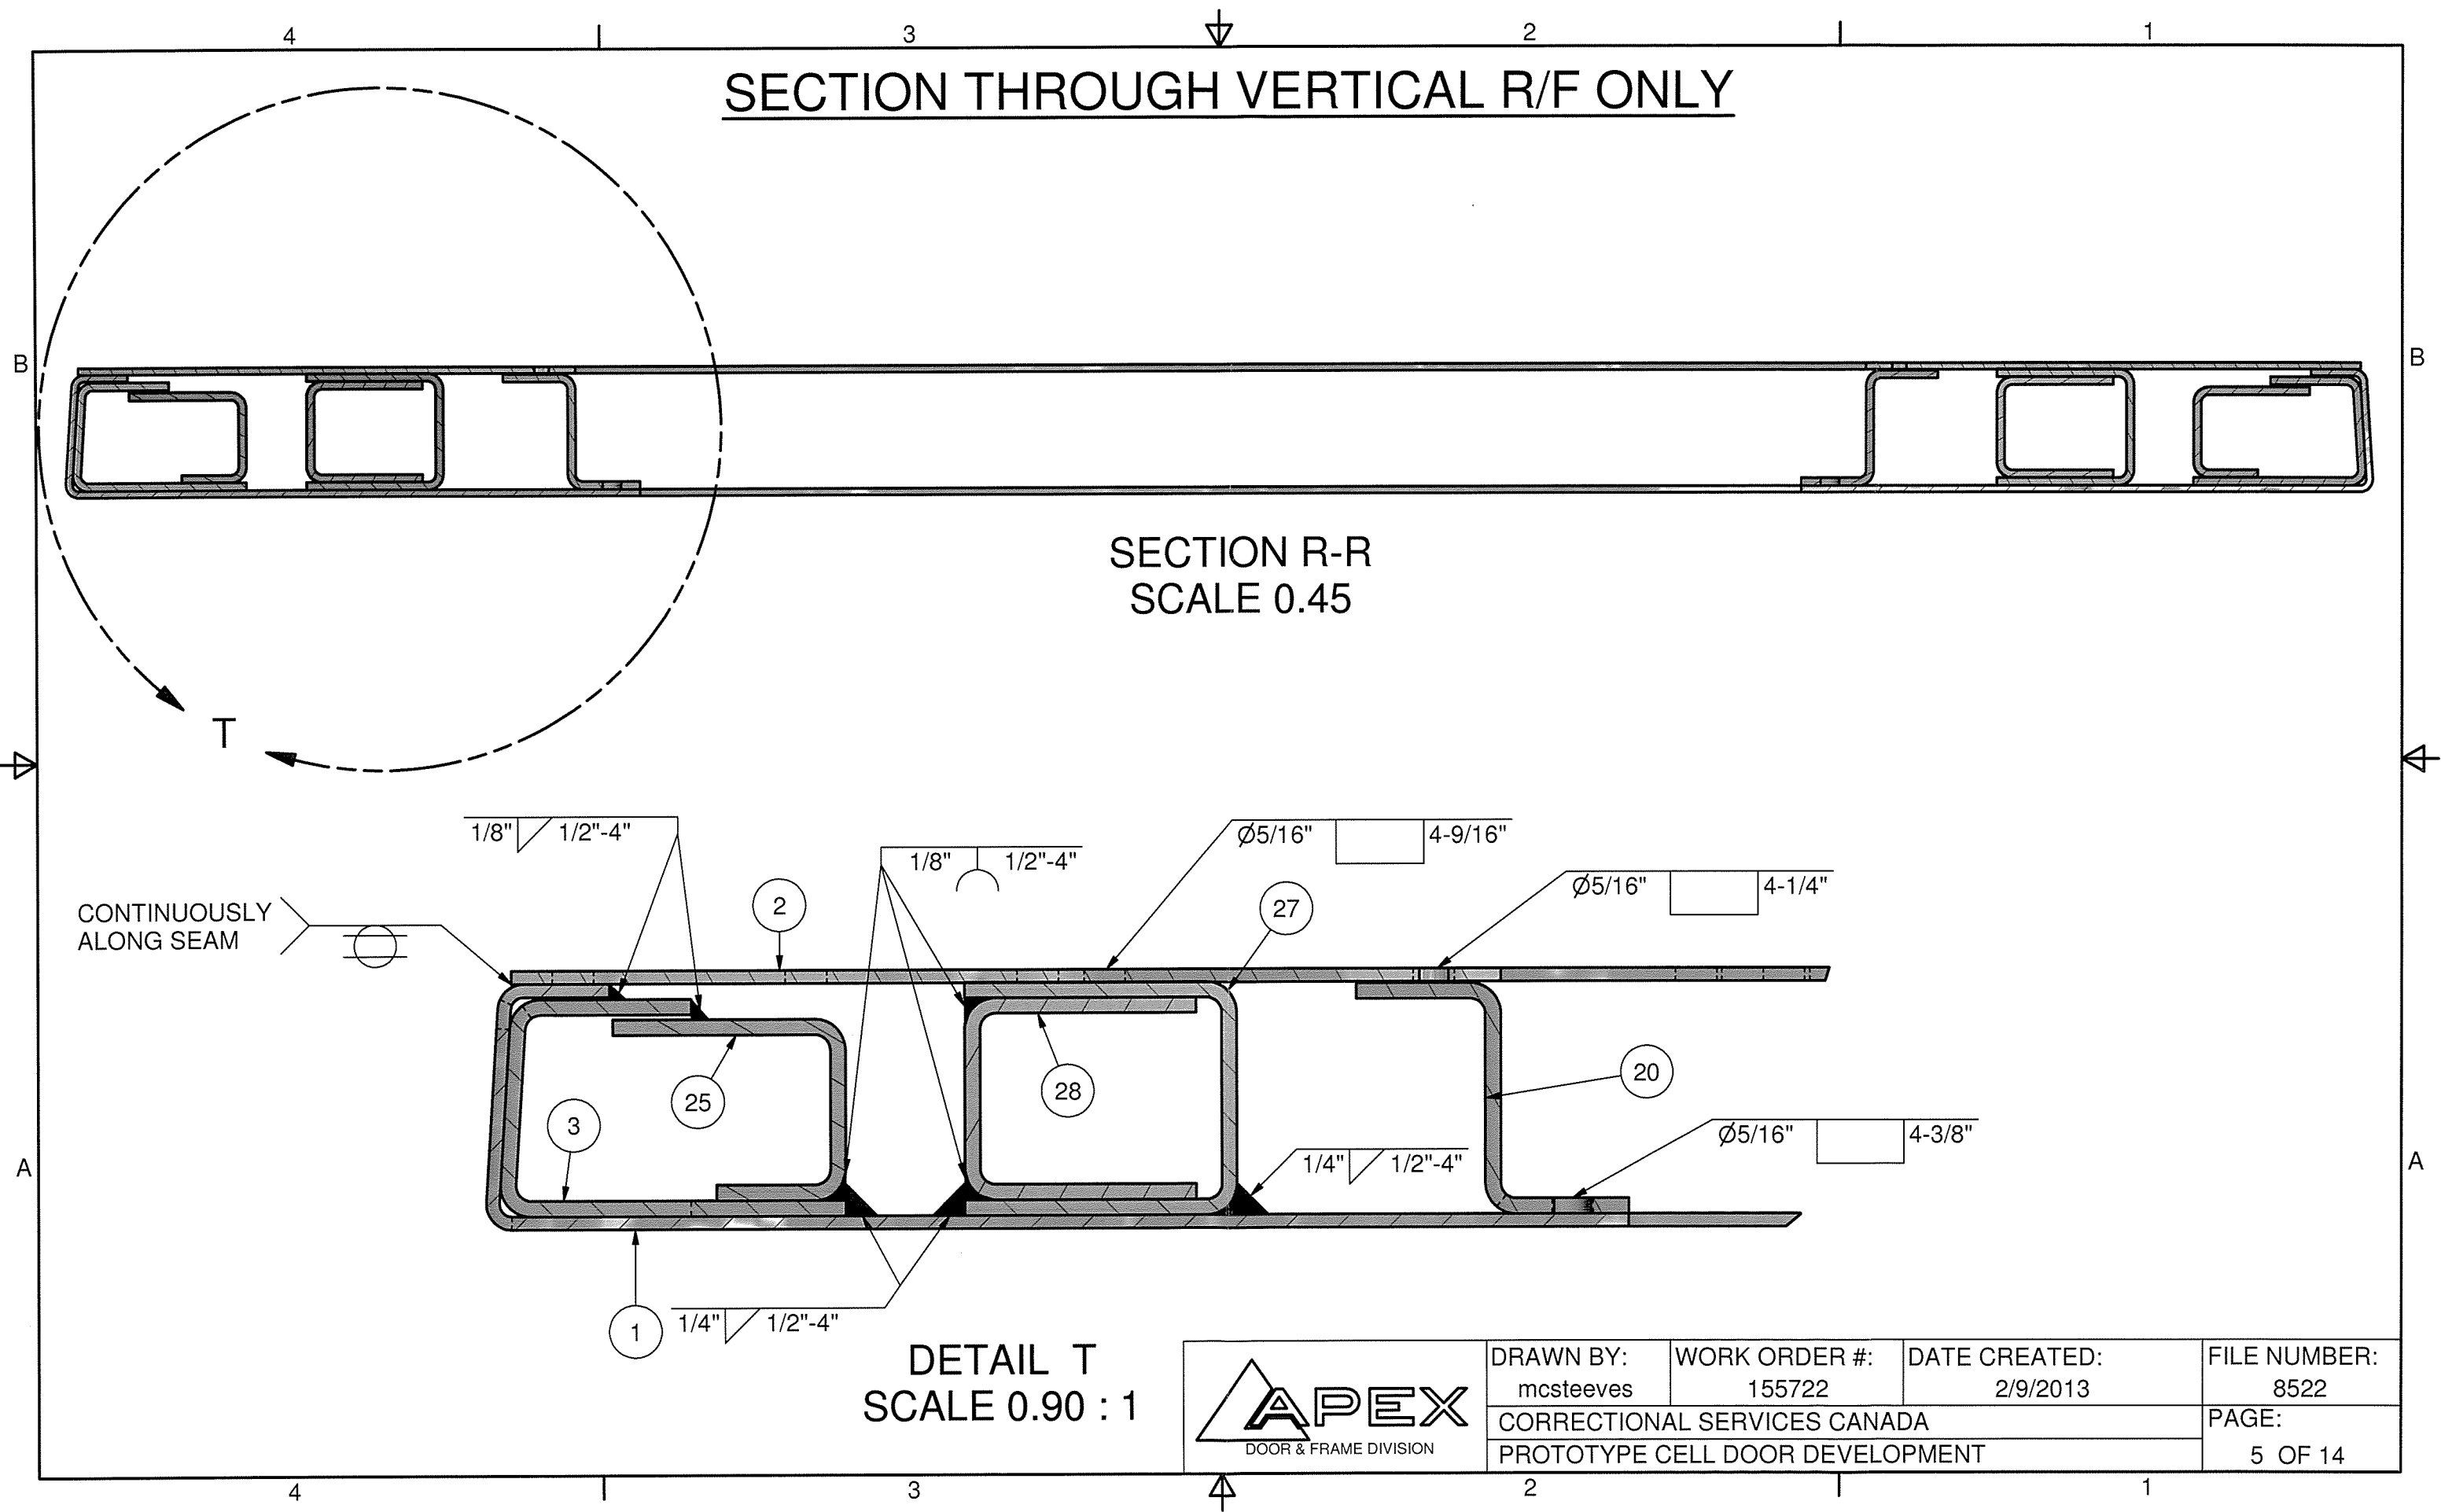 4 3 2 1
SECTION THROUGH VERTICAL R/F ONLY
B B
SECTION R-R
SCALE 0.45
T
1/8" 1/2"-4"
1/8" 1/2"-4"
Ø5/16" 4-9/16"
Ø5/16" 4-1/4"
CONTINUOUSLY
ALONG SEAM
2
27
25
28
20
3
Ø5/16" 4-3/8"
1/4" 1/2"-4"
A A
1
1/4" 1/2"-4"
DETAIL T
SCALE 0.90 : 1
APEX
DOOR & FRAME DIVISION
DRAWN BY: WORK ORDER #: DATE CREATED: FILE NUMBER:
mcsteeves 155722 2/9/2013 8522
CORRECTIONAL SERVICES CANADA PAGE:
PROTOTYPE CELL DOOR DEVELOPMENT 5 OF 14
4 3 2 1